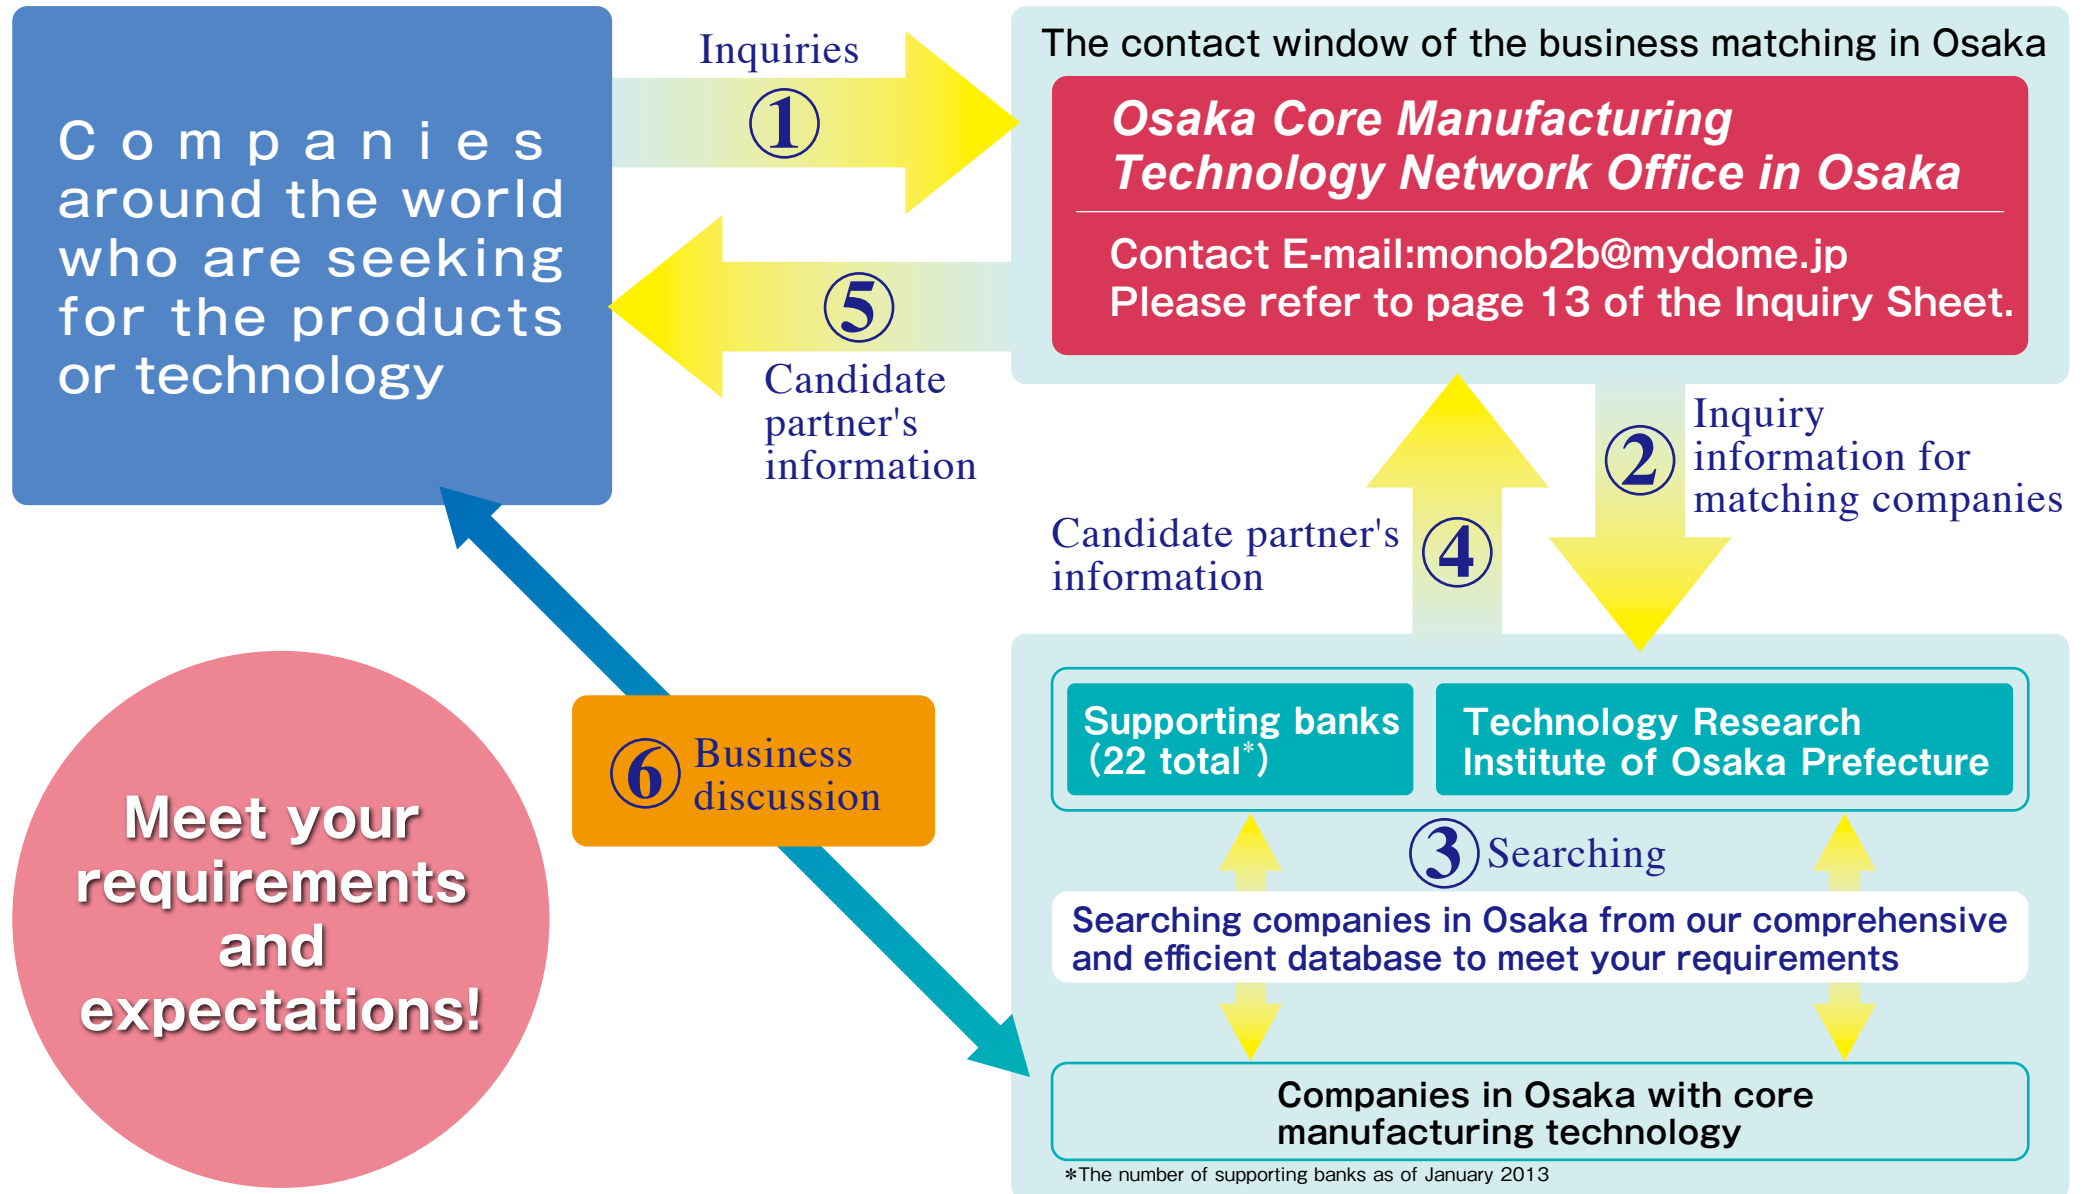 Companies
around the world
who are seeking
for the products
or technology
Inquiries
①
The contact window of the business matching in Osaka
Osaka Core Manufacturing
Technology Network Office in Osaka
Contact E-mail:monob2b@mydome.jp
Please refer to page 13 of the Inquiry Sheet.
⑤
Candidate
partner's
information
②
Inquiry
information for
matching companies
Candidate partner's
information
④
Supporting banks
(22 total*)
Technology Research
Institute of Osaka Prefecture
③ Searching
Searching companies in Osaka from our comprehensive
and efficient database to meet your requirements
Companies in Osaka with core
manufacturing technology
*The number of supporting banks as of January 2013
⑥ Business
discussion
Meet your
requirements
and
expectations!